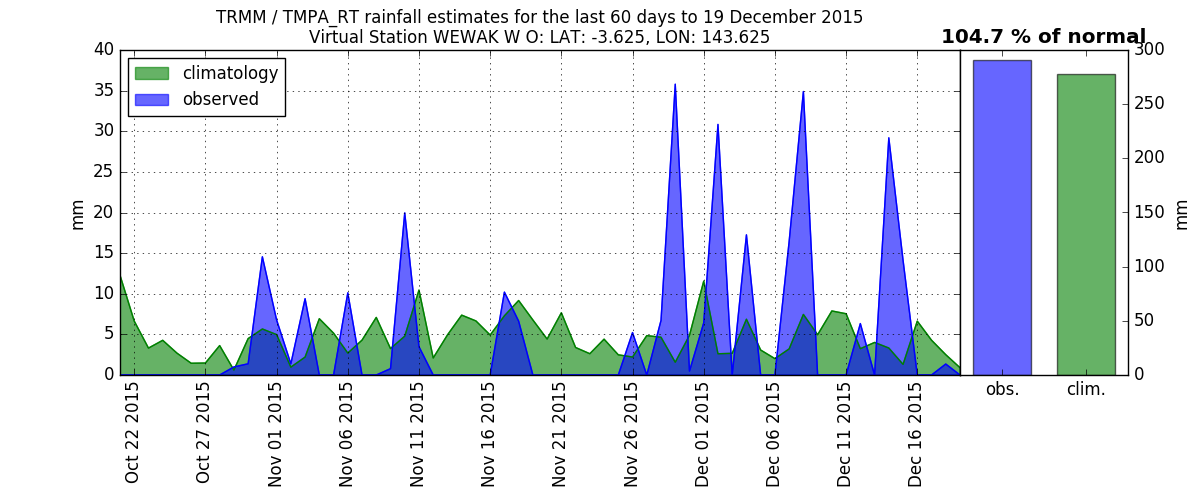 TRMM / TMPA_RT rainfall estimates for the last 60 days to 19 December 2015
Virtual Station WEWAK W O: LAT: -3.625, LON: 143.625
104.7 % of normal
climatology
observed
40
35
30
25
20
15
10
5
0
mm
Oct 22 2015
Oct 27 2015
Nov 01 2015
Nov 06 2015
Nov 11 2015
Nov 16 2015
Nov 21 2015
Nov 26 2015
Dec 01 2015
Dec 06 2015
Dec 11 2015
Dec 16 2015
300
250
200
150
100
50
0
mm
obs.
clim.